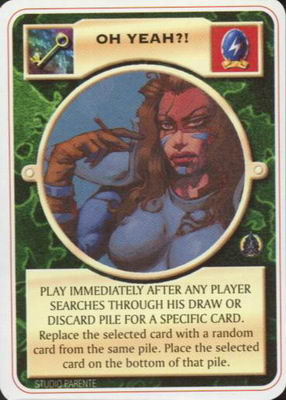 OH YEAH?!
PLAY IMMEDIATELY AFTER ANY PLAYER
SEARCHES THROUGH HIS DRAW OR
DISCARD PILE FOR A SPECIFIC CARD.
Replace the selected card with a random
card from the same pile. Place the selected
card on the bottom of that pile.
STUDIO PARENTE